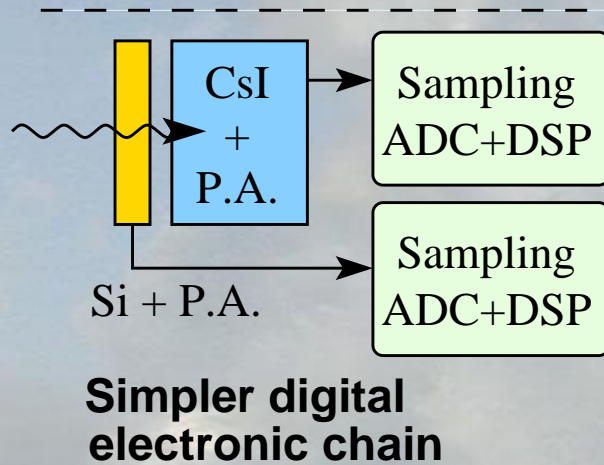 CsI
+
P.A.
Sampling
ADC+DSP
Sampling
ADC+DSP
Si + P.A.
Simpler digital
electronic chain